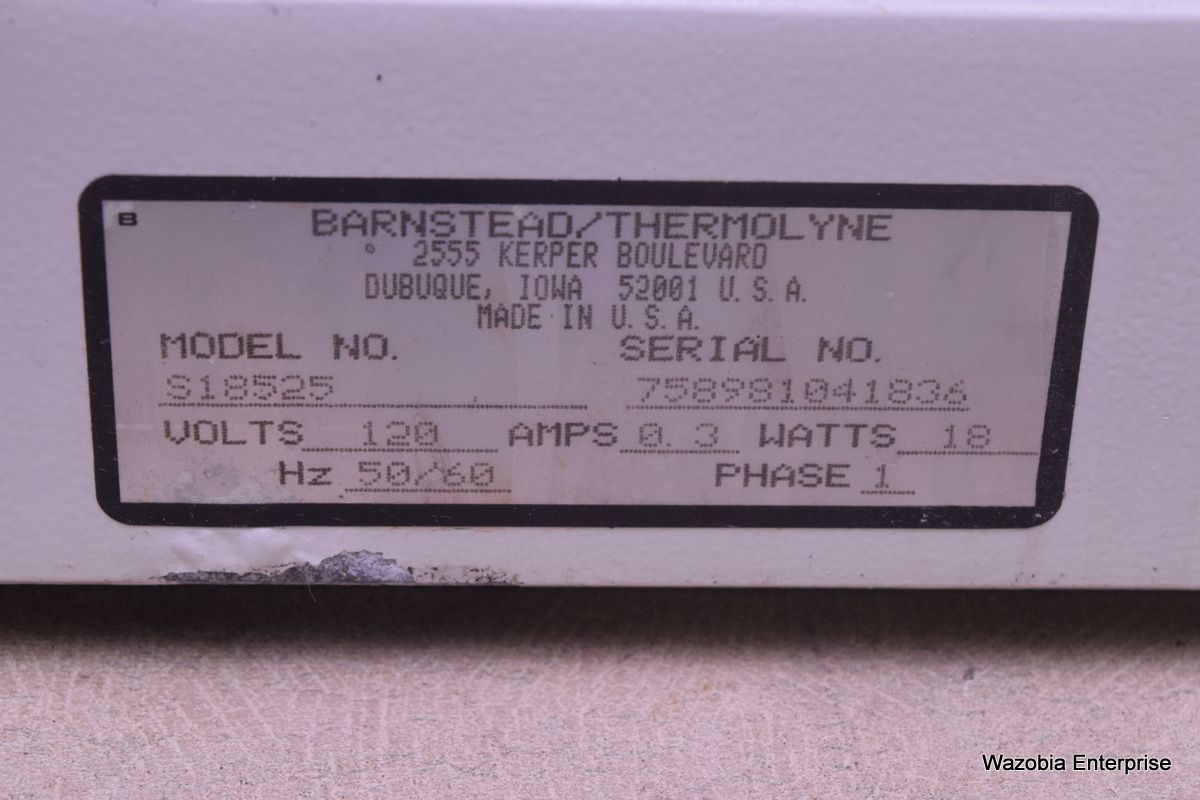 B
BARNSTEAD/THERMOLYNE
2555 KERPER BOULEVARD
DUBUQUE, IOWA 52001 U.S.A.
MADE IN U.S.A.
MODEL NO. SERIAL NO.
S18525 758981041836
VOLTS 120 AMPS 0.3 WATTS 18
Hz 50/60 PHASE 1
Wazobia Enterprise